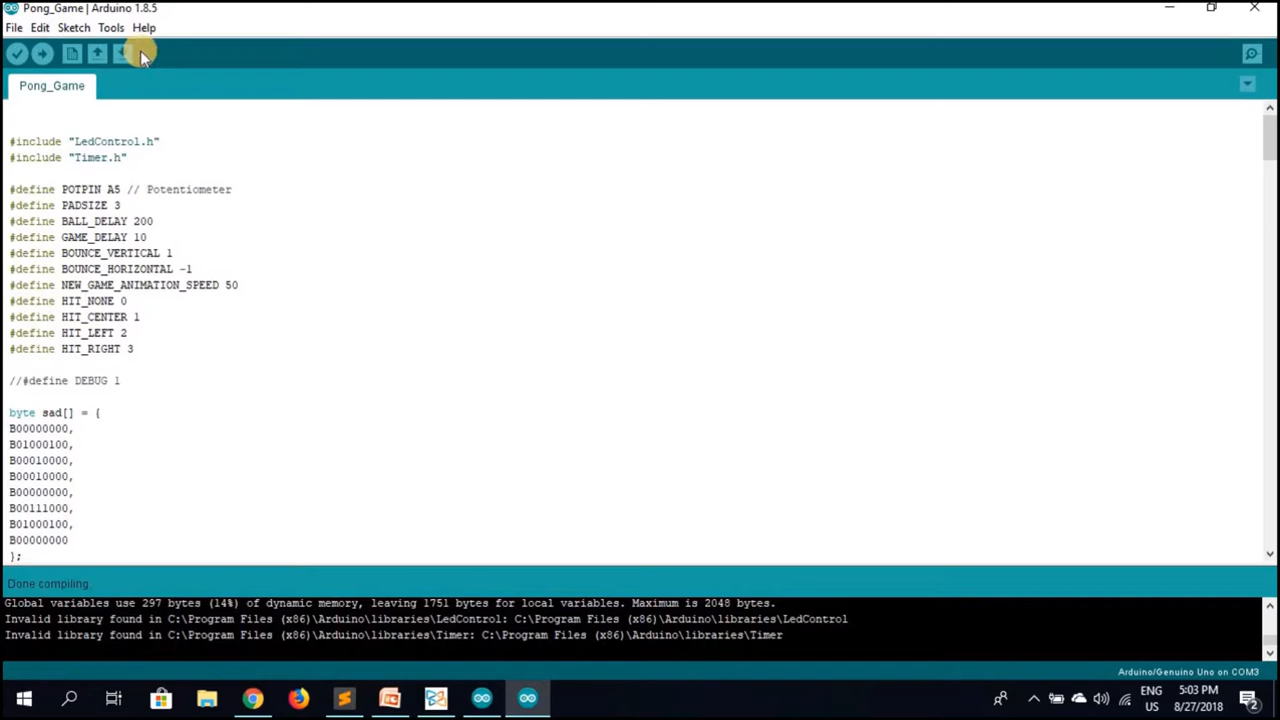 Pong_Game | Arduino 1.8.5
File Edit Sketch Tools Help
Pong_Game
#include "LedControl.h"
#include "Timer.h"
#define POTPIN A5 // Potentiometer
#define PADSIZE 3
#define BALL_DELAY 200
#define GAME_DELAY 10
#define BOUNCE_VERTICAL 1
#define BOUNCE_HORIZONTAL -1
#define NEW_GAME_ANIMATION_SPEED 50
#define HIT_NONE 0
#define HIT_CENTER 1
#define HIT_LEFT 2
#define HIT_RIGHT 3
//#define DEBUG 1
byte sad[] = {
B00000000,
B01000100,
B00010000,
B00010000,
B00000000,
B00111000,
B01000100,
B00000000
};
Done compiling.
Global variables use 297 bytes (14%) of dynamic memory, leaving 1751 bytes for local variables. Maximum is 2048 bytes.
Invalid library found in C:\Program Files (x86)\Arduino\libraries\LedControl: C:\Program Files (x86)\Arduino\libraries\LedControl
Invalid library found in C:\Program Files (x86)\Arduino\libraries\Timer: C:\Program Files (x86)\Arduino\libraries\Timer
Arduino/Genuino Uno on COM3
ENG 5:03 PM
US 8/27/2018 2